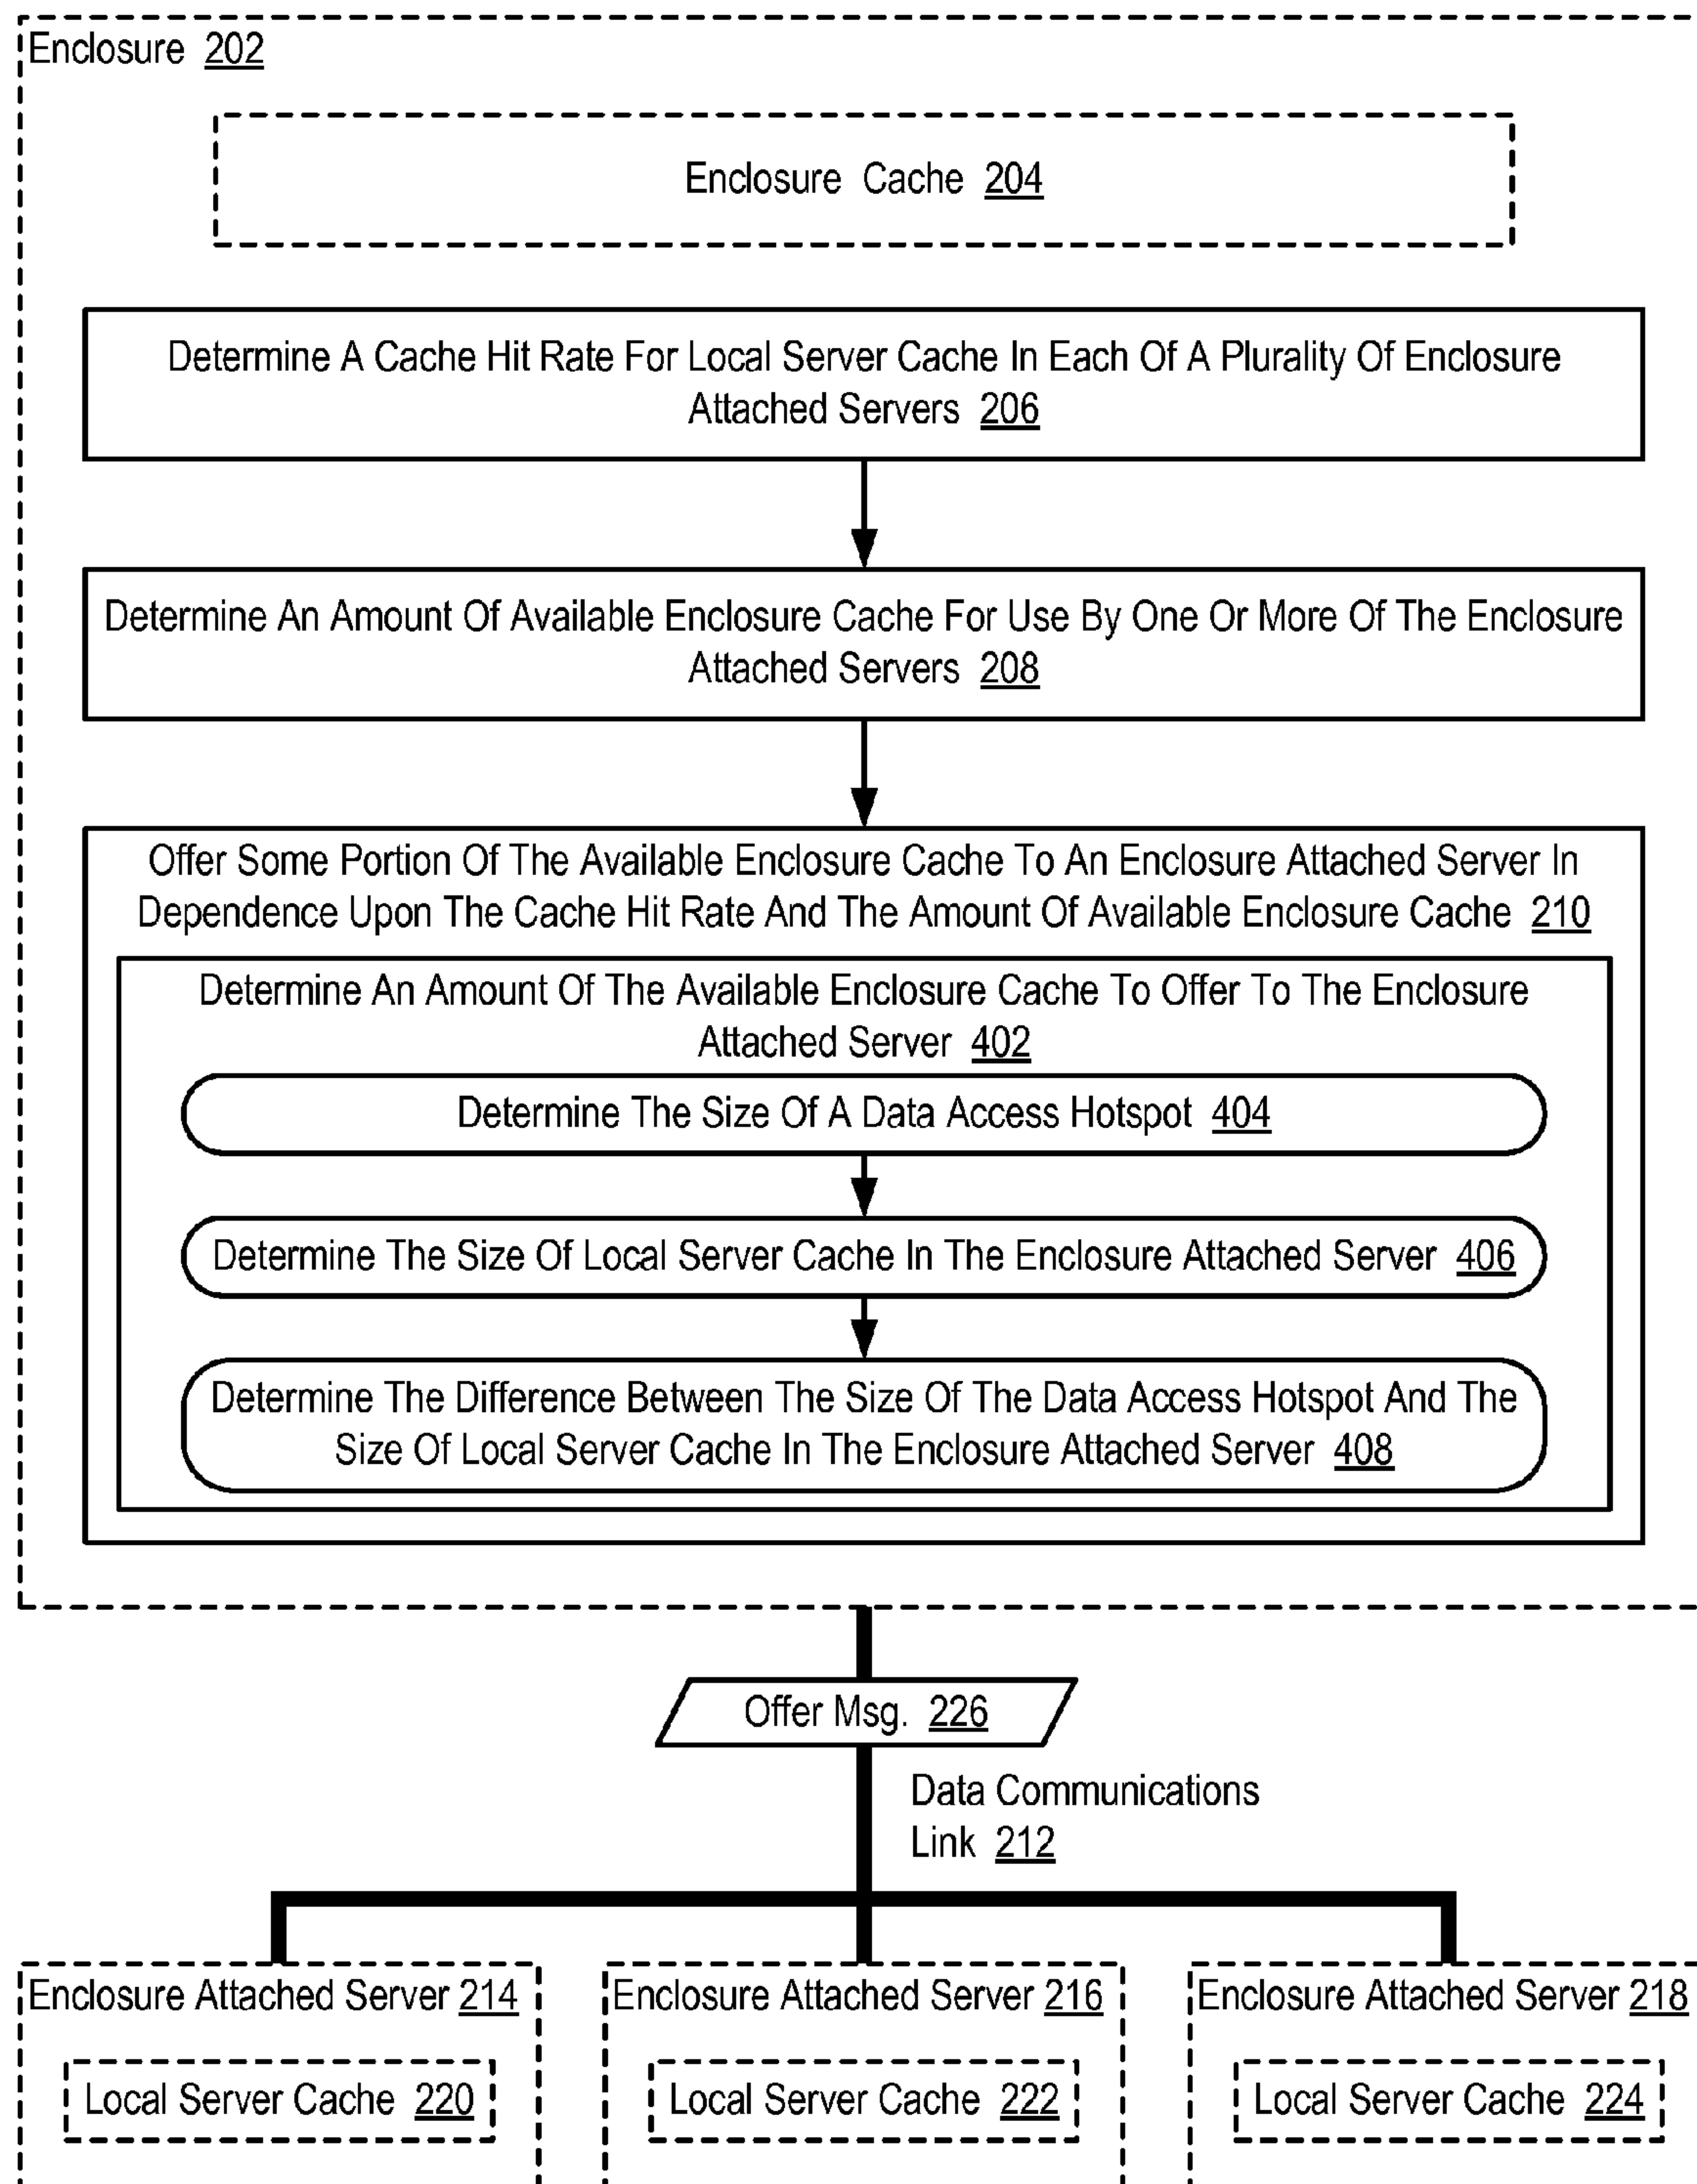 Enclosure 202
Enclosure Cache 204
Determine A Cache Hit Rate For Local Server Cache In Each Of A Plurality Of Enclosure
Attached Servers 206
Determine An Amount Of Available Enclosure Cache For Use By One Or More Of The Enclosure
Attached Servers 208
Offer Some Portion Of The Available Enclosure Cache To An Enclosure Attached Server In
Dependence Upon The Cache Hit Rate And The Amount Of Available Enclosure Cache 210
Determine An Amount Of The Available Enclosure Cache To Offer To The Enclosure
Attached Server 402
Determine The Size Of A Data Access Hotspot 404
Determine The Size Of Local Server Cache In The Enclosure Attached Server 406
Determine The Difference Between The Size Of The Data Access Hotspot And The
Size Of Local Server Cache In The Enclosure Attached Server 408
Offer Msg. 226
Data Communications
Link 212
Enclosure Attached Server 214
Local Server Cache 220
Enclosure Attached Server 216
Local Server Cache 222
Enclosure Attached Server 218
Local Server Cache 224